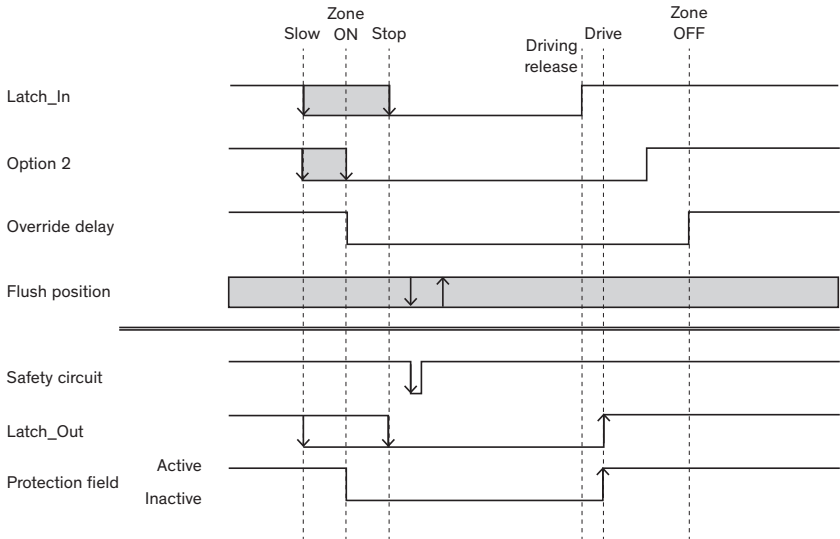 Zone
Slow ON Stop
Driving
release
Drive
Zone
OFF
Latch_In
Option 2
Override delay
Flush position
Safety circuit
Latch_Out
Protection field
Active
Inactive